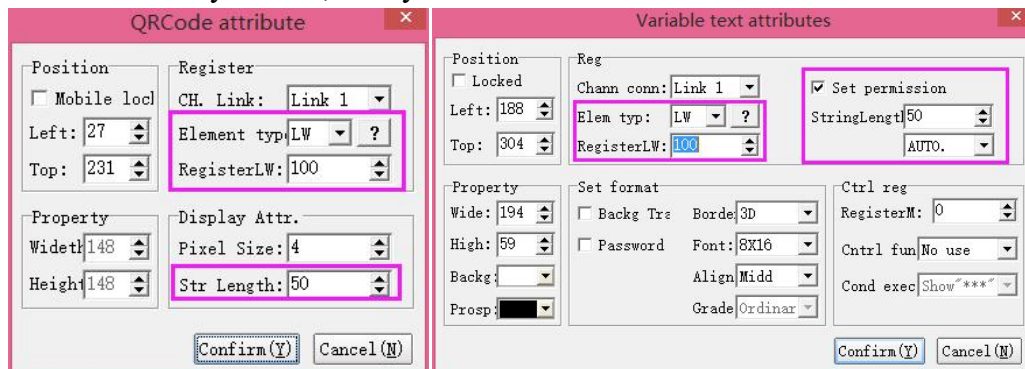 QRCode attribute
Position
Mobile locl
Left: 27
Top: 231
Register
CH. Link: Link 1
Element typ LW ?
RegisterLW: 100
Property
Wideth 148
Height 148
Display Attr.
Pixel Size: 4
Str Length: 50
Confirm(Y) Cancel(N)
Variable text attributes
Position
Locked
Left: 188
Top: 304
Reg
Chann conn: Link 1
Elem typ: LW ?
RegisterLW: 100
Set permission
StringLengtl 50
AUTO.
Property
Wide: 194
High: 59
Backg:
Prosp:
Set format
Backg Tra Borde: 3D
Password Font: 8X16
Align Midd
Grade Ordinar
Ctrl reg
RegisterM: 0
Cntrl fun No use
Cond exec Show"***"
Confirm(Y) Cancel(N)